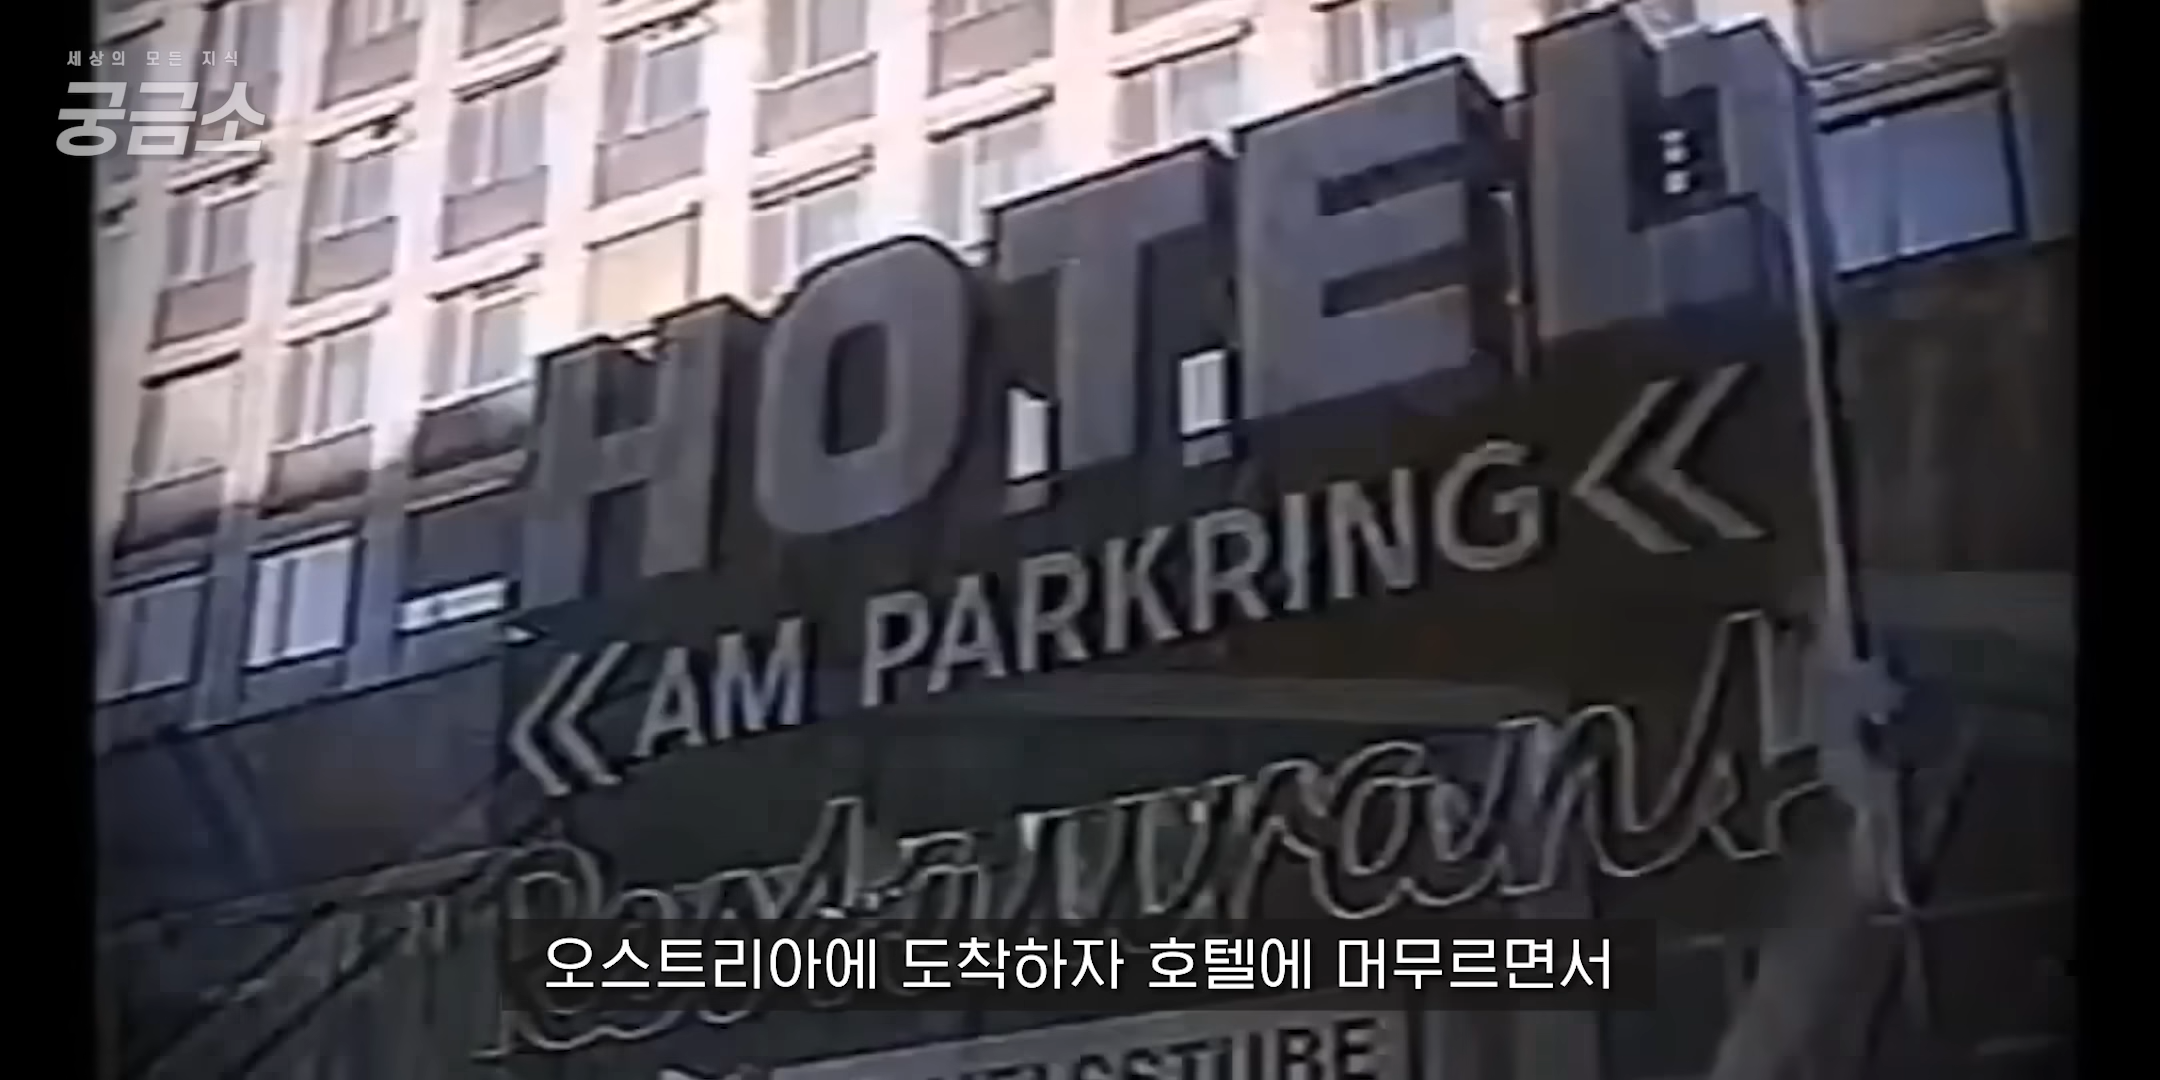 세상의 모든 지식
궁금소
HOTEL
«AM PARKRING«
Restaurant
오스트리아에 도착하자 호텔에 머무르면서